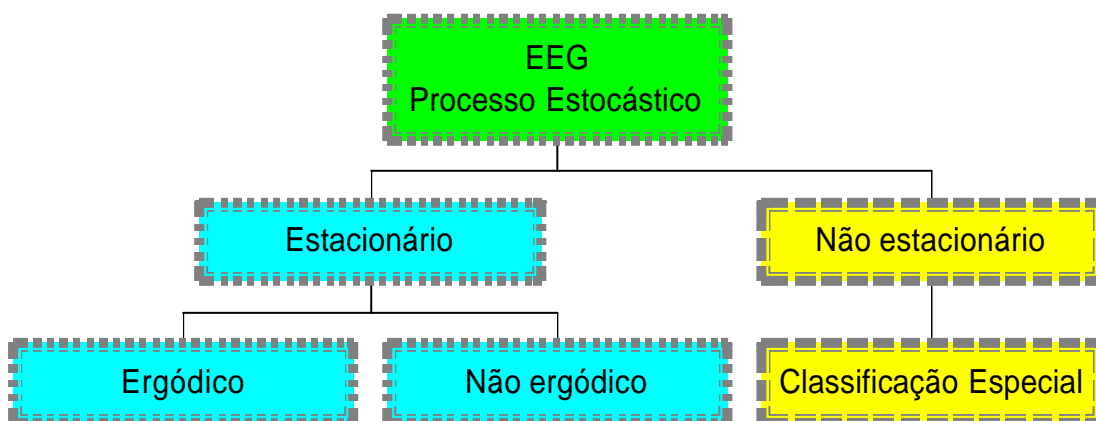 EEG
Processo Estocástico
Estacionário
Não estacionário
Ergódico
Não ergódico
Classificação Especial